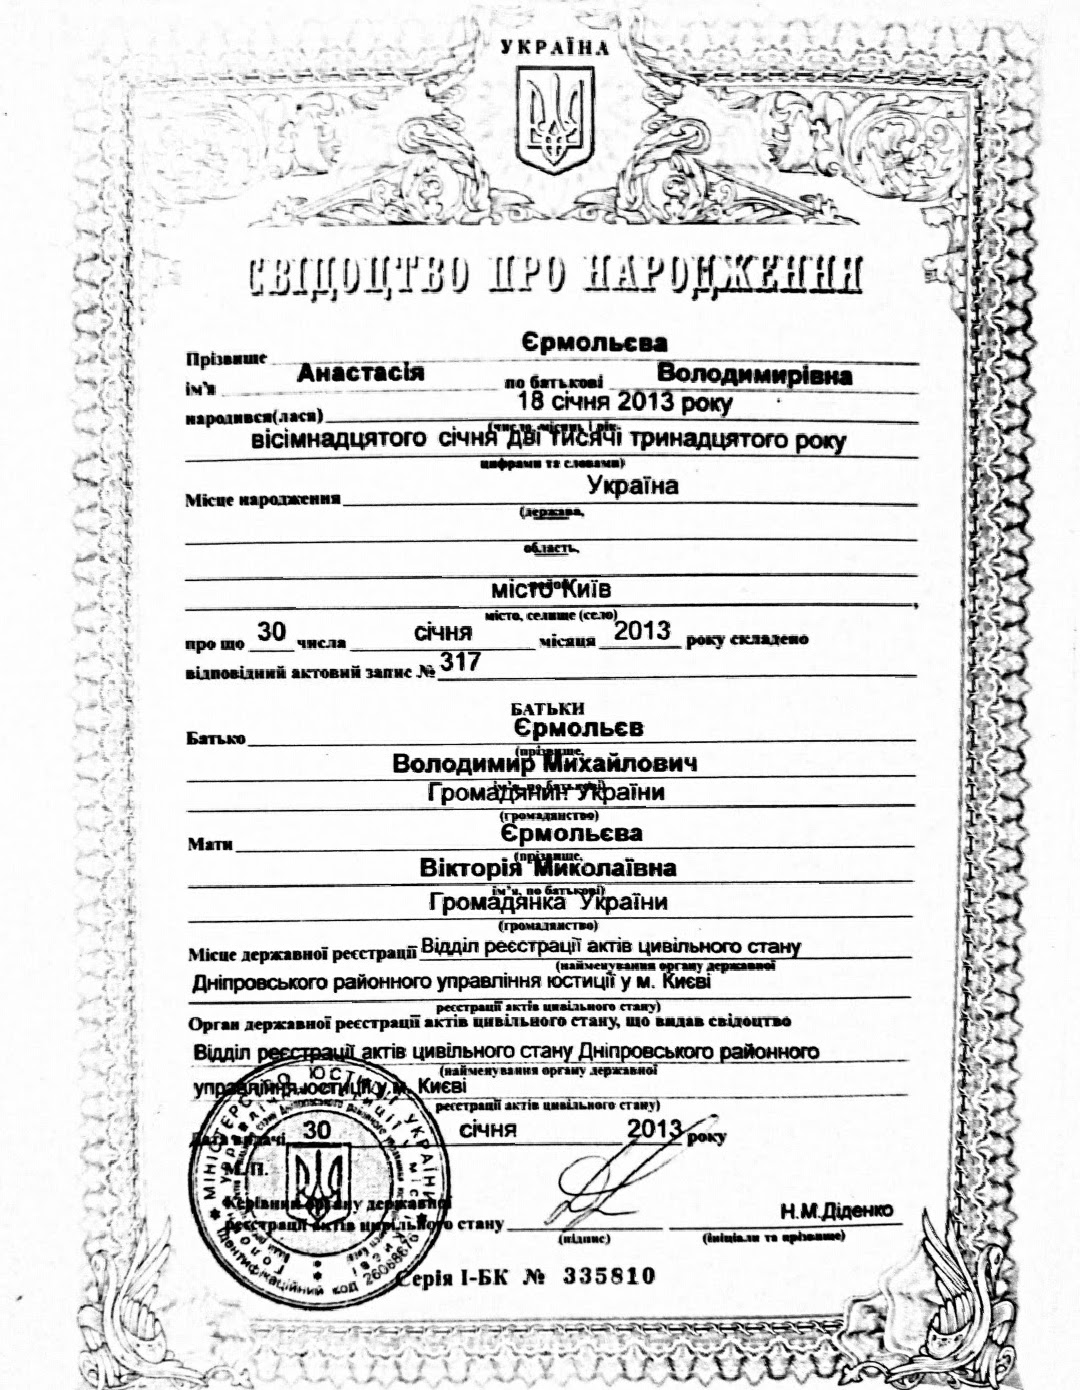 УКРАЇНА
СВІДОЦТВО ПРО НАРОДЖЕННЯ
Прізвище Єрмольєва
ім'я Анастасія по батькові Володимирівна
народився(лася) 18 січня 2013 року
(число, місяць і рік,
вісімнадцятого січня дві тисячі тринадцятого року
цифрами та словами)
Місце народження Україна
(держава,
область,
місто Київ
місто, селище (село)
про що 30 числа січня місяця 2013 року складено
відповідний актовий запис № 317
БАТЬКИ
Батько Єрмольєв
(прізвище,
Володимир Михайлович
ім'я, по батькові)
Громадянин України
(громадянство)
Мати Єрмольєва
(прізвище,
Вікторія Миколаївна
ім'я, по батькові)
Громадянка України
(громадянство)
Місце державної реєстрації Відділ реєстрації актів цивільного стану
(найменування органу державної
Дніпровського районного управління юстиції у м. Києві
реєстрації актів цивільного стану)
Орган державної реєстрації актів цивільного стану, що видав свідоцтво
Відділ реєстрації актів цивільного стану Дніпровського районного
(найменування органу державної
управління юстиції у м. Києві
реєстрації актів цивільного стану)
Дата видачі 30 січня 2013 року
М.П.
Керівник органу державної
реєстрації актів цивільного стану Н.М.Діденко
(підпис) (ініціали та прізвище)
Серія І-БК № 335810
МІНІСТЕРСТВО ЮСТИЦІЇ УКРАЇНИ
Ідентифікаційний код 26088876